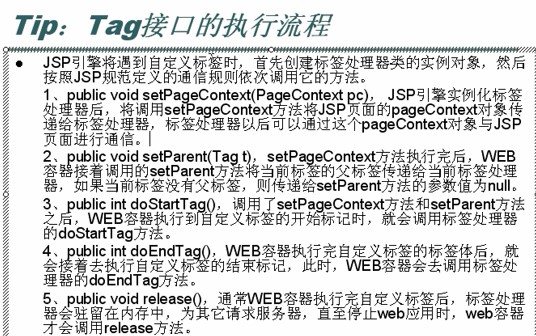 Tip：Tag接口的执行流程
● JSP引擎将遇到自定义标签时，首先创建标签处理器类的实例对象，然后
按照JSP规范定义的通信规则依次调用它的方法。
1、public void setPageContext(PageContext pc)， JSP引擎实例化标签
处理器后，将调用setPageContext方法将JSP页面的pageContext对象传
递给标签处理器，标签处理器以后可以通过这个pageContext对象与JSP
页面进行通信。
2、public void setParent(Tag t)，setPageContext方法执行完后，WEB
容器接着调用的setParent方法将当前标签的父标签传递给当前标签处理
器，如果当前标签没有父标签，则传递给setParent方法的参数值为null。
3、public int doStartTag()，调用了setPageContext方法和setParent方法
之后，WEB容器执行到自定义标签的开始标记时，就会调用标签处理器
的doStartTag方法。
4、public int doEndTag()，WEB容器执行完自定义标签的标签体后，就
会接着去执行自定义标签的结束标记，此时，WEB容器会去调用标签处
理器的doEndTag方法。
5、public void release()，通常WEB容器执行完自定义标签后，标签处理
器会驻留在内存中，为其它请求服务器，直至停止web应用时，web容器
才会调用release方法。